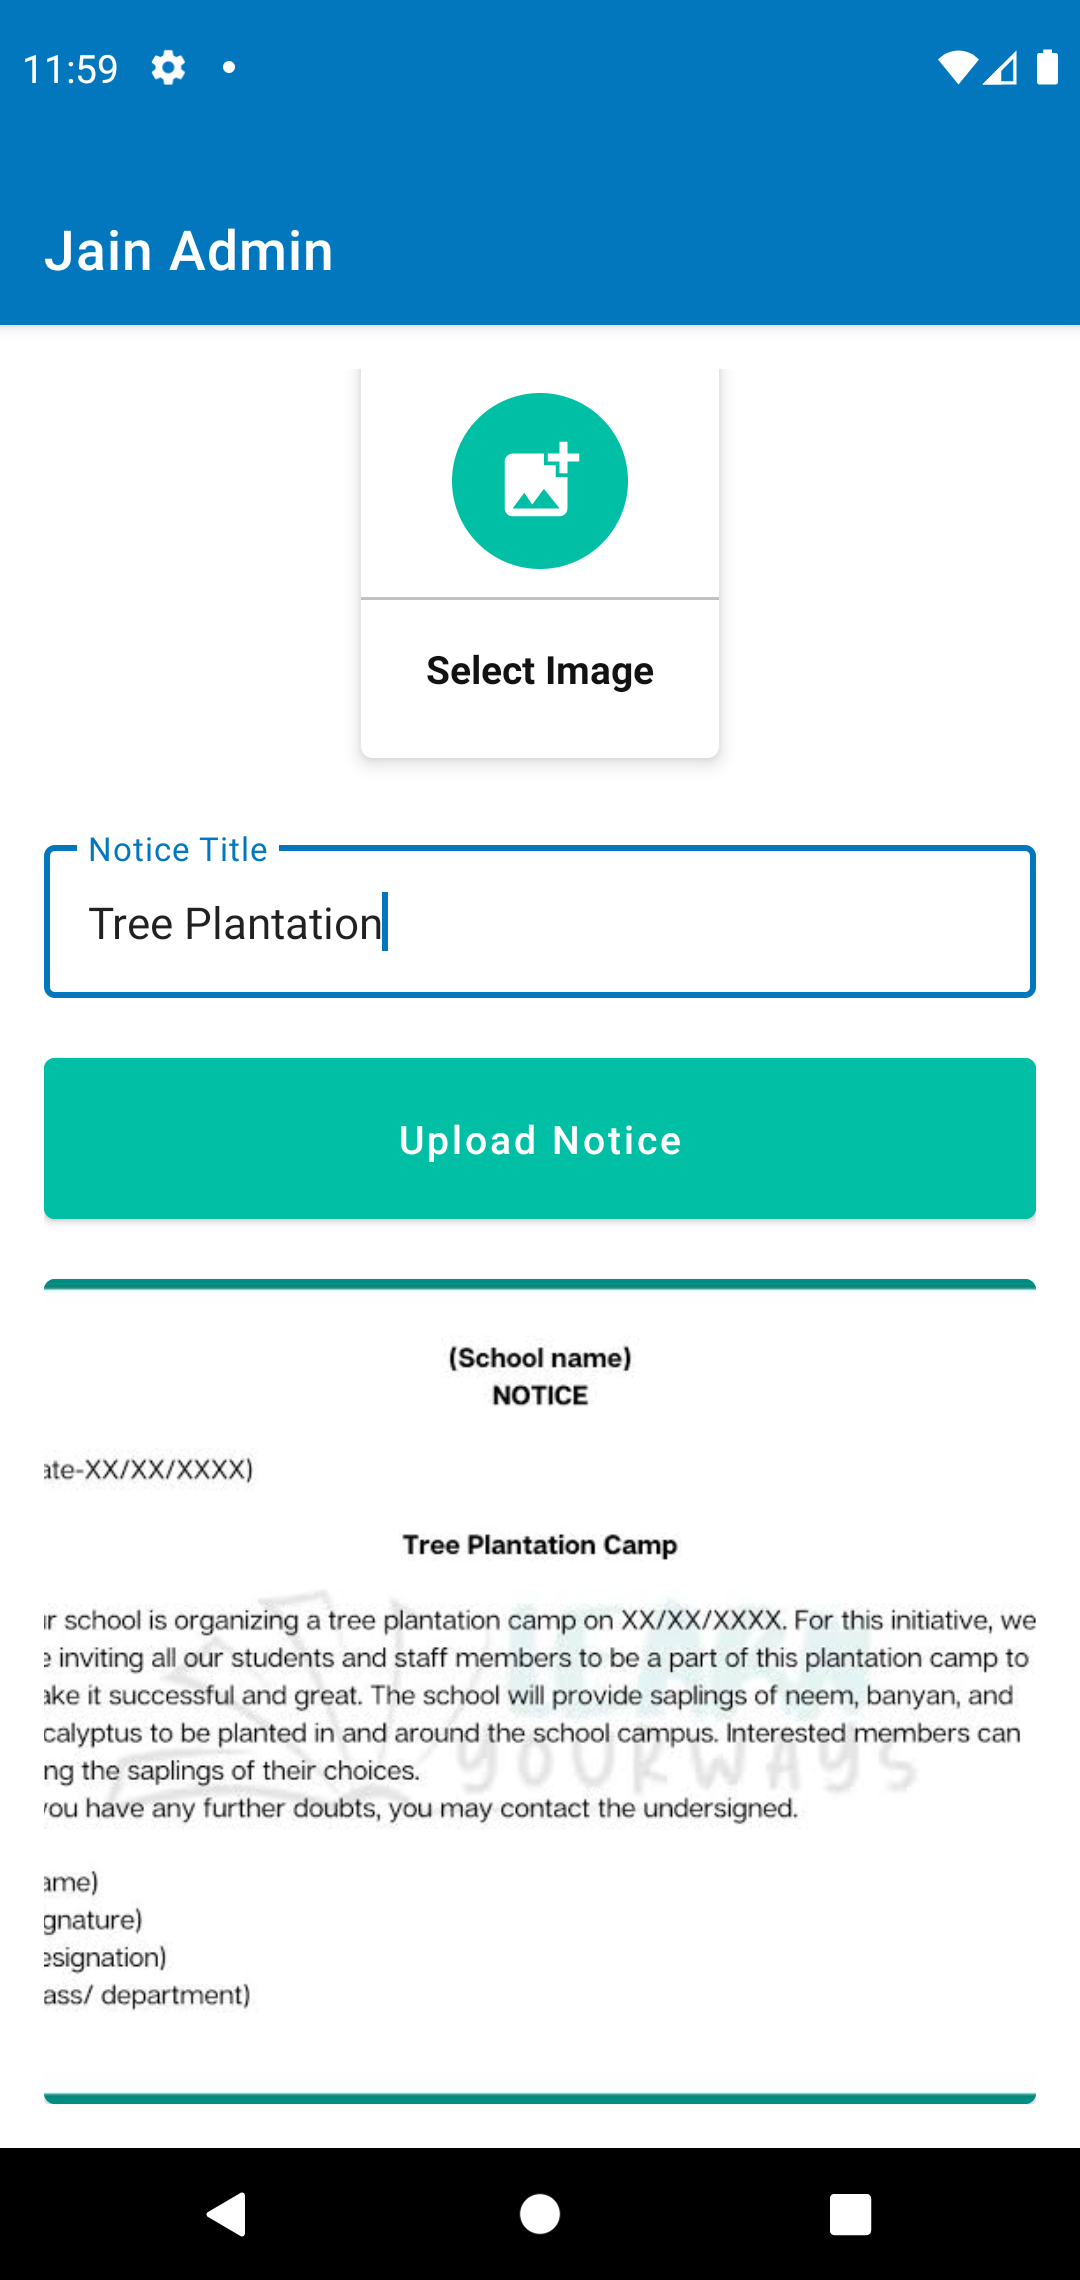 11:59
Jain Admin
Select Image
Notice Title
Tree Plantation
Upload Notice
(School name)
NOTICE
ate-XX/XX/XXXX)
Tree Plantation Camp
r school is organizing a tree plantation camp on XX/XX/XXXX. For this initiative, we
e inviting all our students and staff members to be a part of this plantation camp to
ake it successful and great. The school will provide saplings of neem, banyan, and
calyptus to be planted in and around the school campus. Interested members can
ng the saplings of their choices.
you have any further doubts, you may contact the undersigned.
ame)
gnature)
esignation)
ass/ department)
LEARN
YOURWAYS